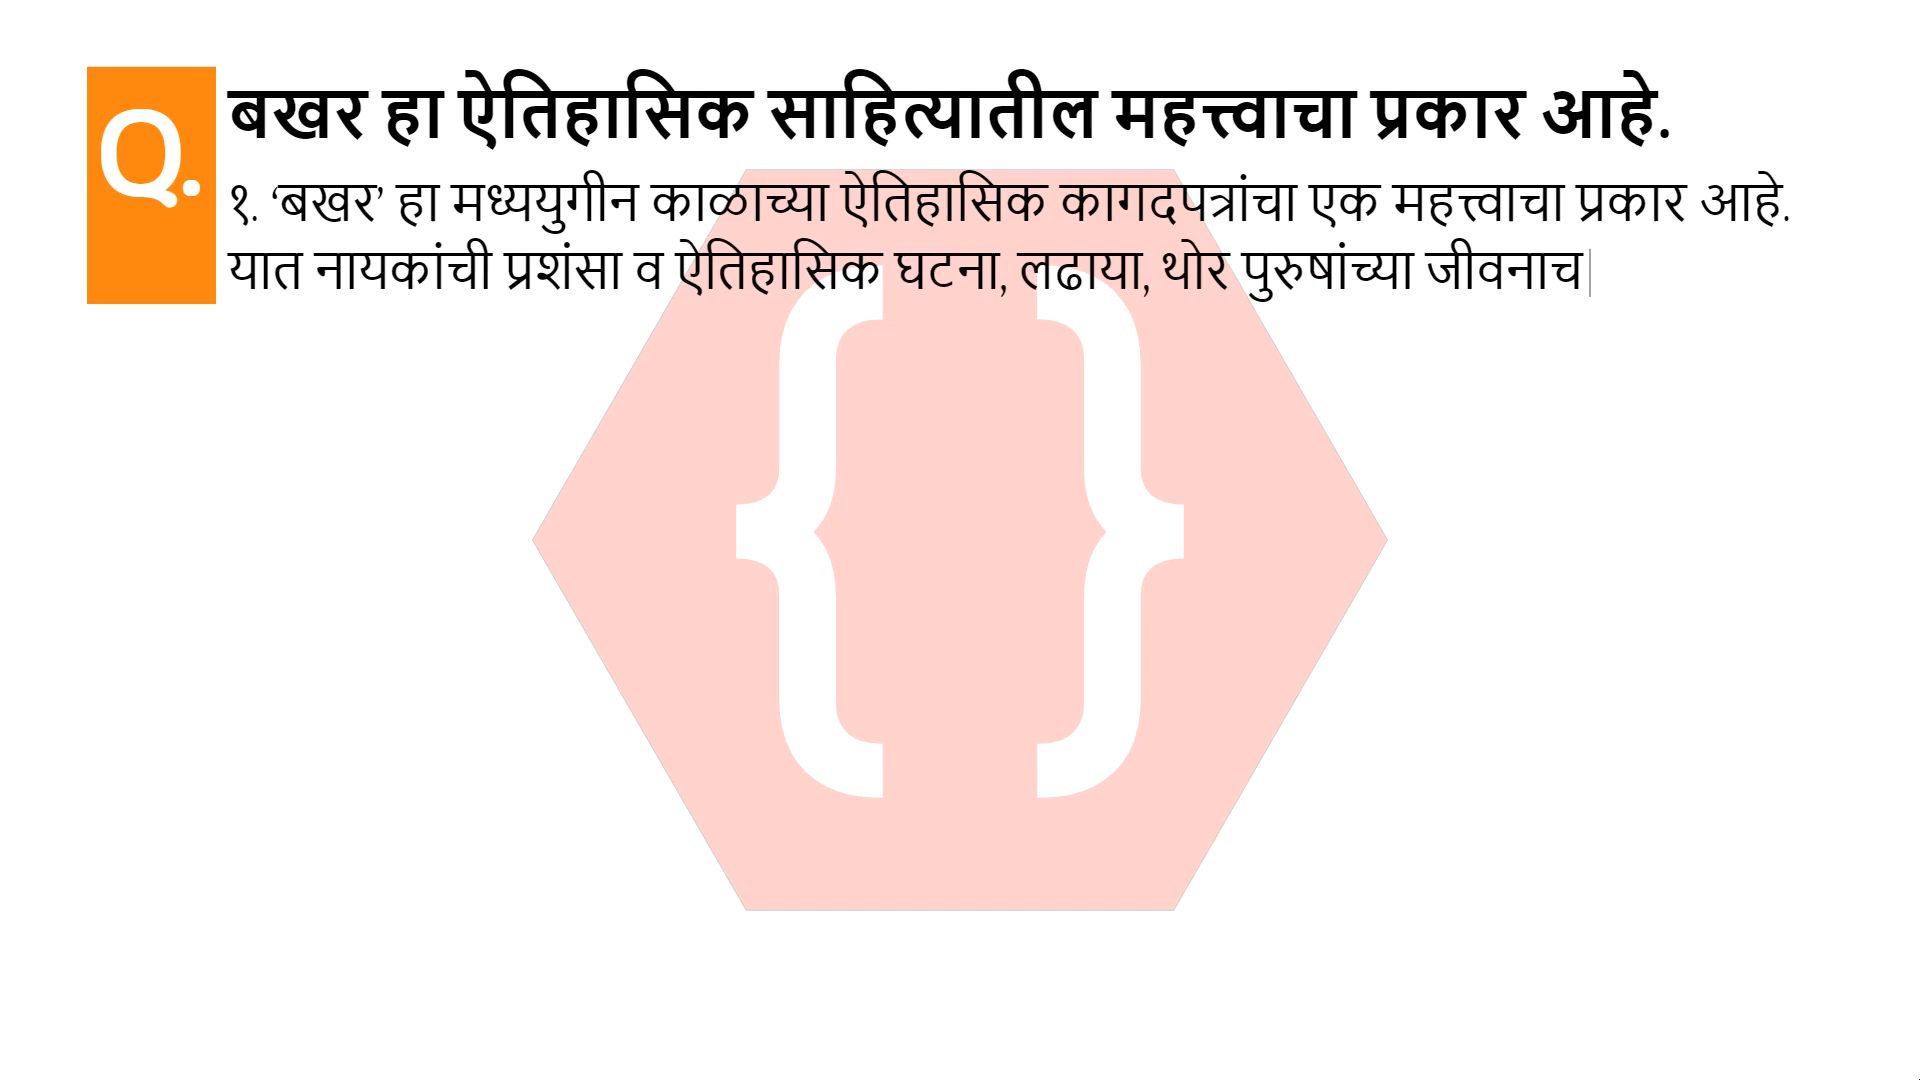 Q.
बखर हा ऐतिहासिक साहित्यातील महत्त्वाचा प्रकार आहे.
१. ‘बखर’ हा मध्ययुगीन काळाच्या ऐतिहासिक कागदपत्रांचा एक महत्त्वाचा प्रकार आहे.
यात नायकांची प्रशंसा व ऐतिहासिक घटना, लढाया, थोर पुरुषांच्या जीवनाच